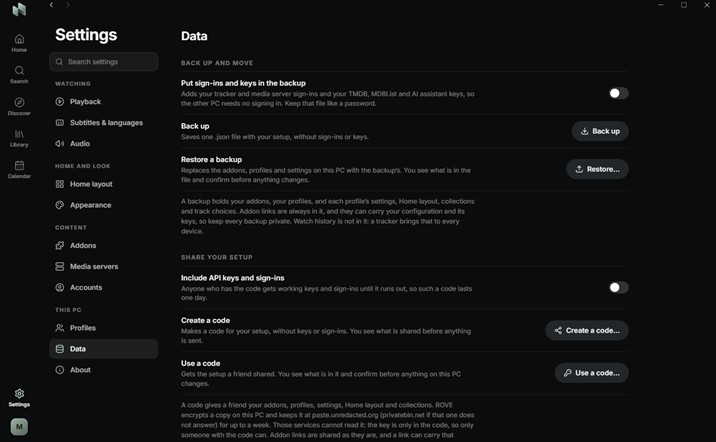 Settings
Search settings
WATCHING
Playback
Subtitles & languages
Audio
HOME AND LOOK
Home layout
Appearance
CONTENT
Addons
Media servers
Accounts
THIS PC
Profiles
Data
About
Home
Search
Discover
Library
Calendar
Settings
M
Data
BACK UP AND MOVE
Put sign-ins and keys in the backup
Adds your tracker and media server sign-ins and your TMDB, MDBList and AI assistant keys, so
the other PC needs no signing in. Keep that file like a password.
Back up
Saves one .json file with your setup, without sign-ins or keys.
Back up
Restore a backup
Replaces the addons, profiles and settings on this PC with the backup's. You see what is in the
file and confirm before anything changes.
Restore...
A backup holds your addons, your profiles, and each profile's settings, Home layout, collections
and track choices. Addon links are always in it, and they can carry your configuration and its
keys, so keep every backup private. Watch history is not in it: a tracker brings that to every
device.
SHARE YOUR SETUP
Include API keys and sign-ins
Anyone who has the code gets working keys and sign-ins until it runs out, so such a code lasts
one day.
Create a code
Makes a code for your setup, without keys or sign-ins. You see what is shared before anything
is sent.
Create a code...
Use a code
Gets the setup a friend shared. You see what is in it and confirm before anything on this PC
changes.
Use a code...
A code gives a friend your addons, profiles, settings, Home layout and collections. ROVE
encrypts a copy on this PC and keeps it at paste.unredacted.org (privatebin.net if that one does
not answer) for up to a week. Those services cannot read it: the key is only in the code, so only
someone with the code can. Addon links are shared as they are, and a link can carry that